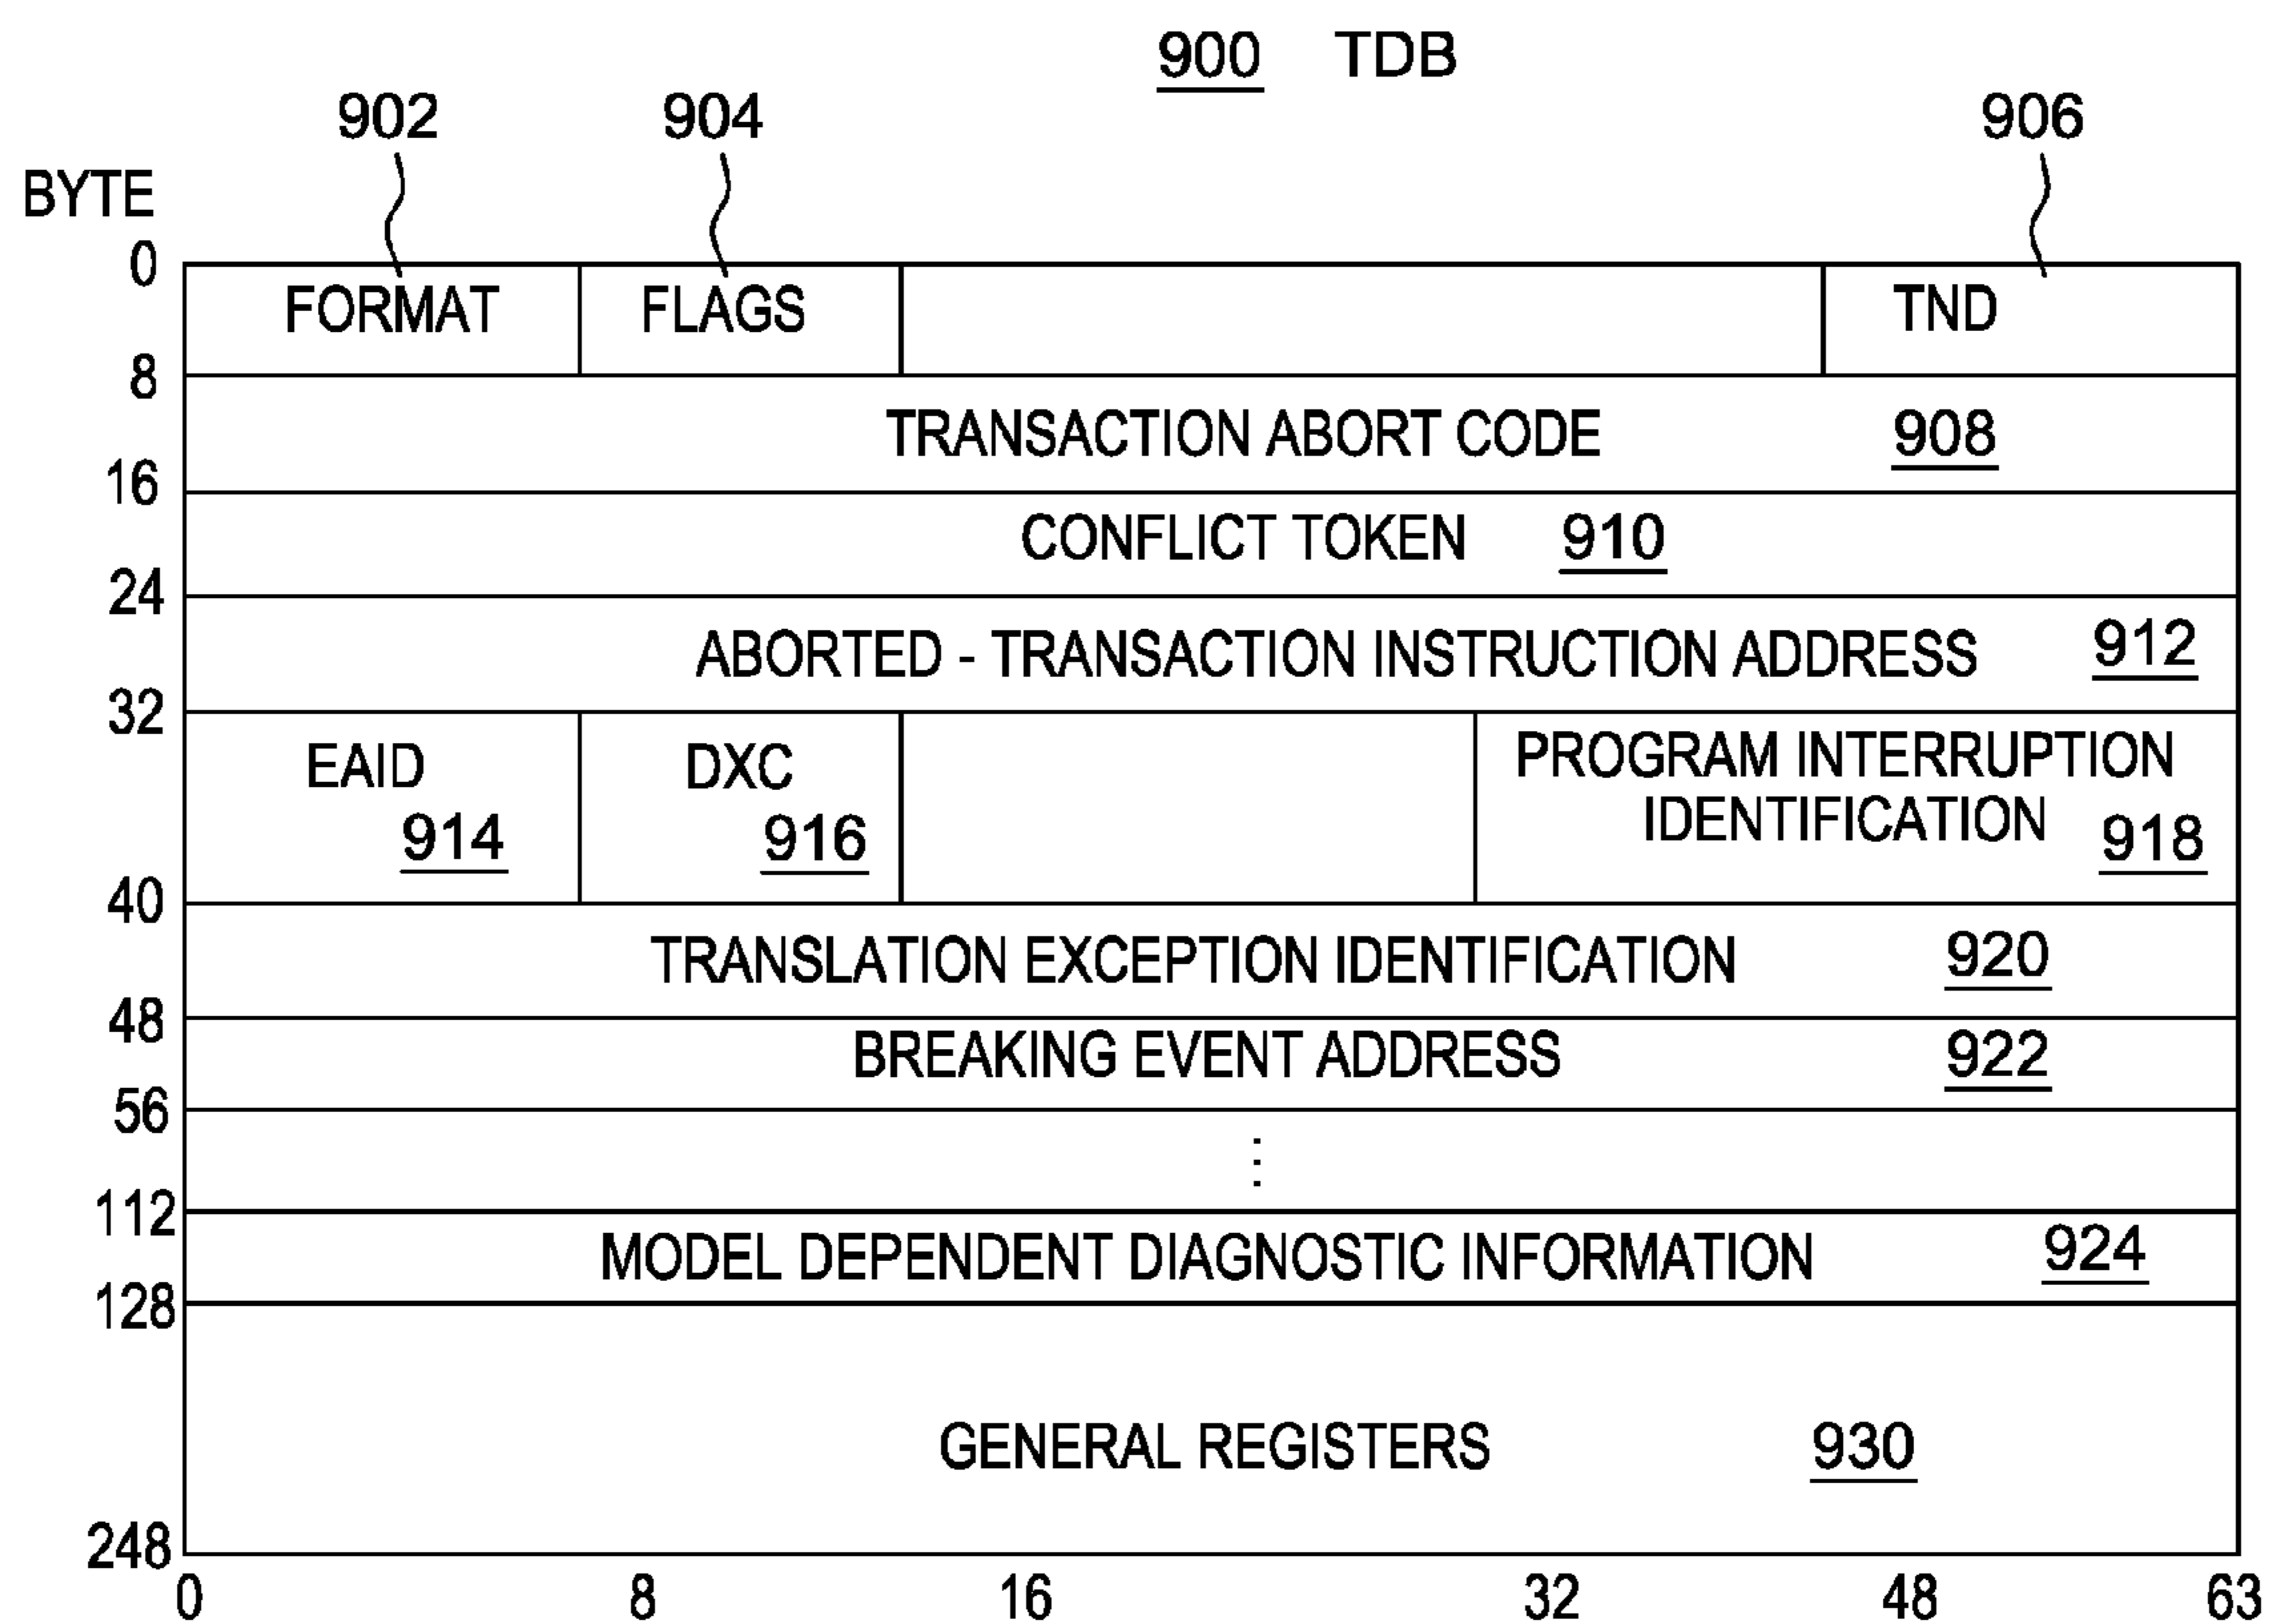 900 TDB
902 904 906
BYTE
0
FORMAT FLAGS TND
8
TRANSACTION ABORT CODE 908
16
CONFLICT TOKEN 910
24
ABORTED - TRANSACTION INSTRUCTION ADDRESS 912
32
EAID 914
DXC 916
PROGRAM INTERRUPTION
IDENTIFICATION 918
40
TRANSLATION EXCEPTION IDENTIFICATION 920
48
BREAKING EVENT ADDRESS 922
56
⋮
112
MODEL DEPENDENT DIAGNOSTIC INFORMATION 924
128
GENERAL REGISTERS 930
248
0 8 16 32 48 63